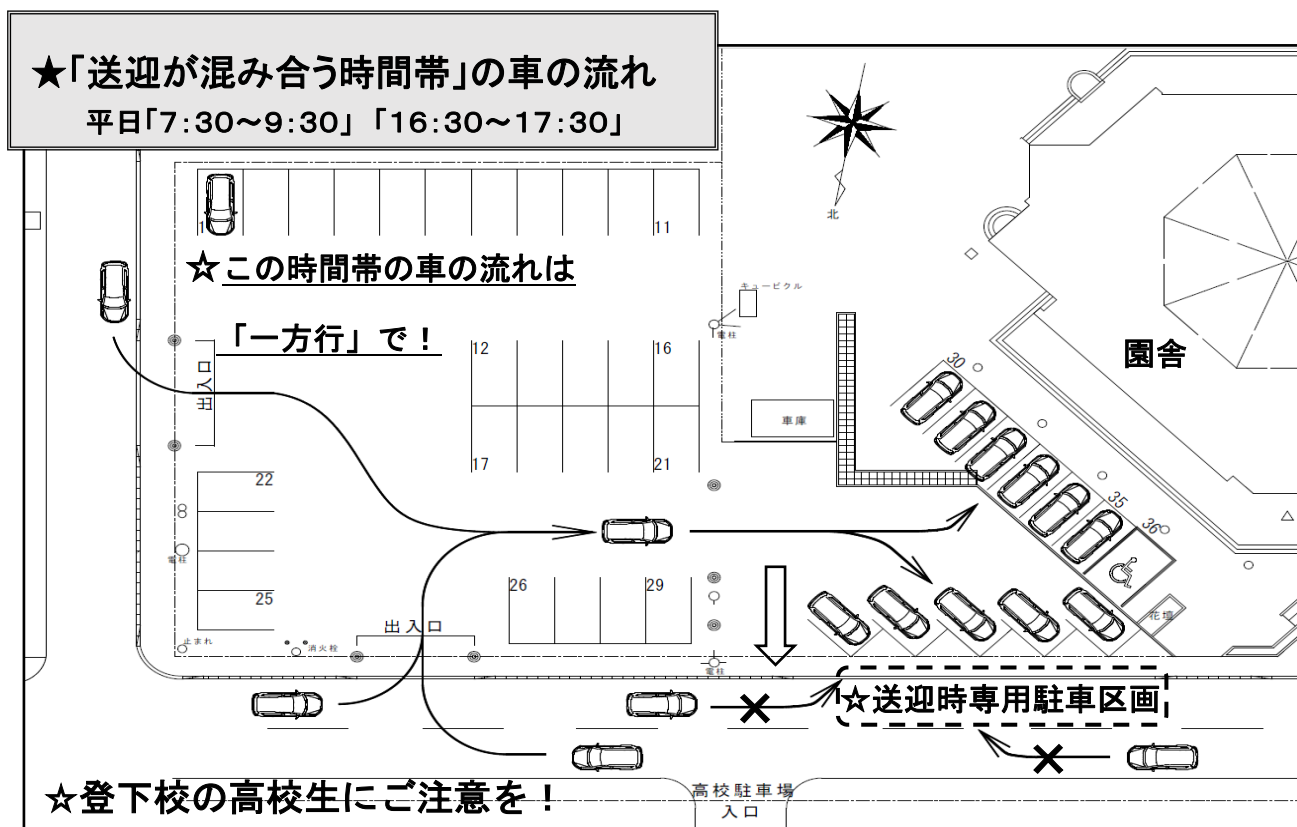 ★「送迎が混み合う時間帯」の車の流れ
平日「7:30～9:30」「16:30～17:30」
北
1
11
☆この時間帯の車の流れは
「一方行」で！
キュービクル
電柱
出入口
12
16
園舎
30
車庫
17
21
22
35
36
電柱
25
26
29
花壇
出入口
止まれ
消火栓
電柱
☆送迎時専用駐車区画
☆登下校の高校生にご注意を！
高校駐車場
入口